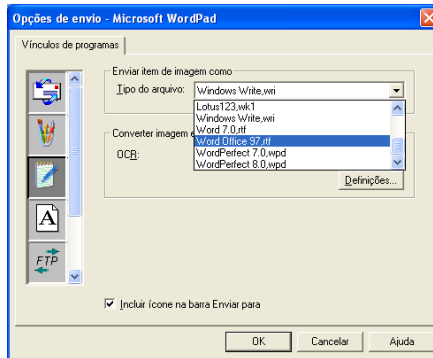 Opções de envio - Microsoft WordPad
Vínculos de programas
Enviar item de imagem como
Tipo do arquivo:
Windows Write,wri
Lotus123,wk1
Windows Write,wri
Word 7.0,rtf
Word Office 97,rtf
WordPerfect 7.0,wpd
WordPerfect 8.0,wpd
Converter imagem e
OCR:
Definições...
A
FTP
Incluir ícone na barra Enviar para
OK Cancelar Ajuda